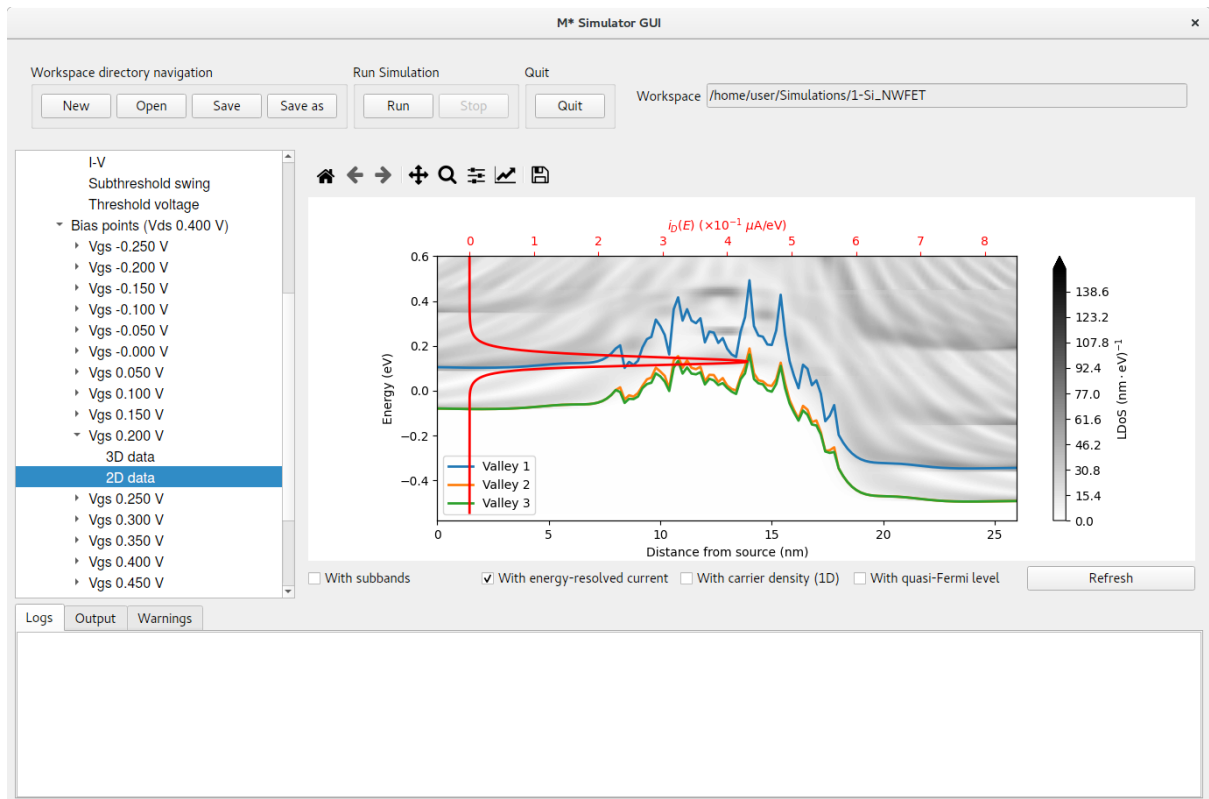 M* Simulator GUI
×
Workspace directory navigation
Run Simulation
Quit
New Open Save Save as
Run Stop
Quit
Workspace /home/user/Simulations/1-Si_NWFET
I-V
Subthreshold swing
Threshold voltage
Bias points (Vds 0.400 V)
Vgs -0.250 V
Vgs -0.200 V
Vgs -0.150 V
Vgs -0.100 V
Vgs -0.050 V
Vgs -0.000 V
Vgs 0.050 V
Vgs 0.100 V
Vgs 0.150 V
Vgs 0.200 V
3D data
2D data
Vgs 0.250 V
Vgs 0.300 V
Vgs 0.350 V
Vgs 0.400 V
Vgs 0.450 V
i_D(E) (×10⁻¹ μA/eV)
0 1 2 3 4 5 6 7 8
0.6
0.4
0.2
0.0
−0.2
−0.4
Energy (eV)
Valley 1
Valley 2
Valley 3
0 5 10 15 20 25
Distance from source (nm)
138.6
123.2
107.8
92.4
77.0
61.6
46.2
30.8
15.4
0.0
LDoS (nm · eV)⁻¹
With subbands
With energy-resolved current
With carrier density (1D)
With quasi-Fermi level
Refresh
Logs Output Warnings